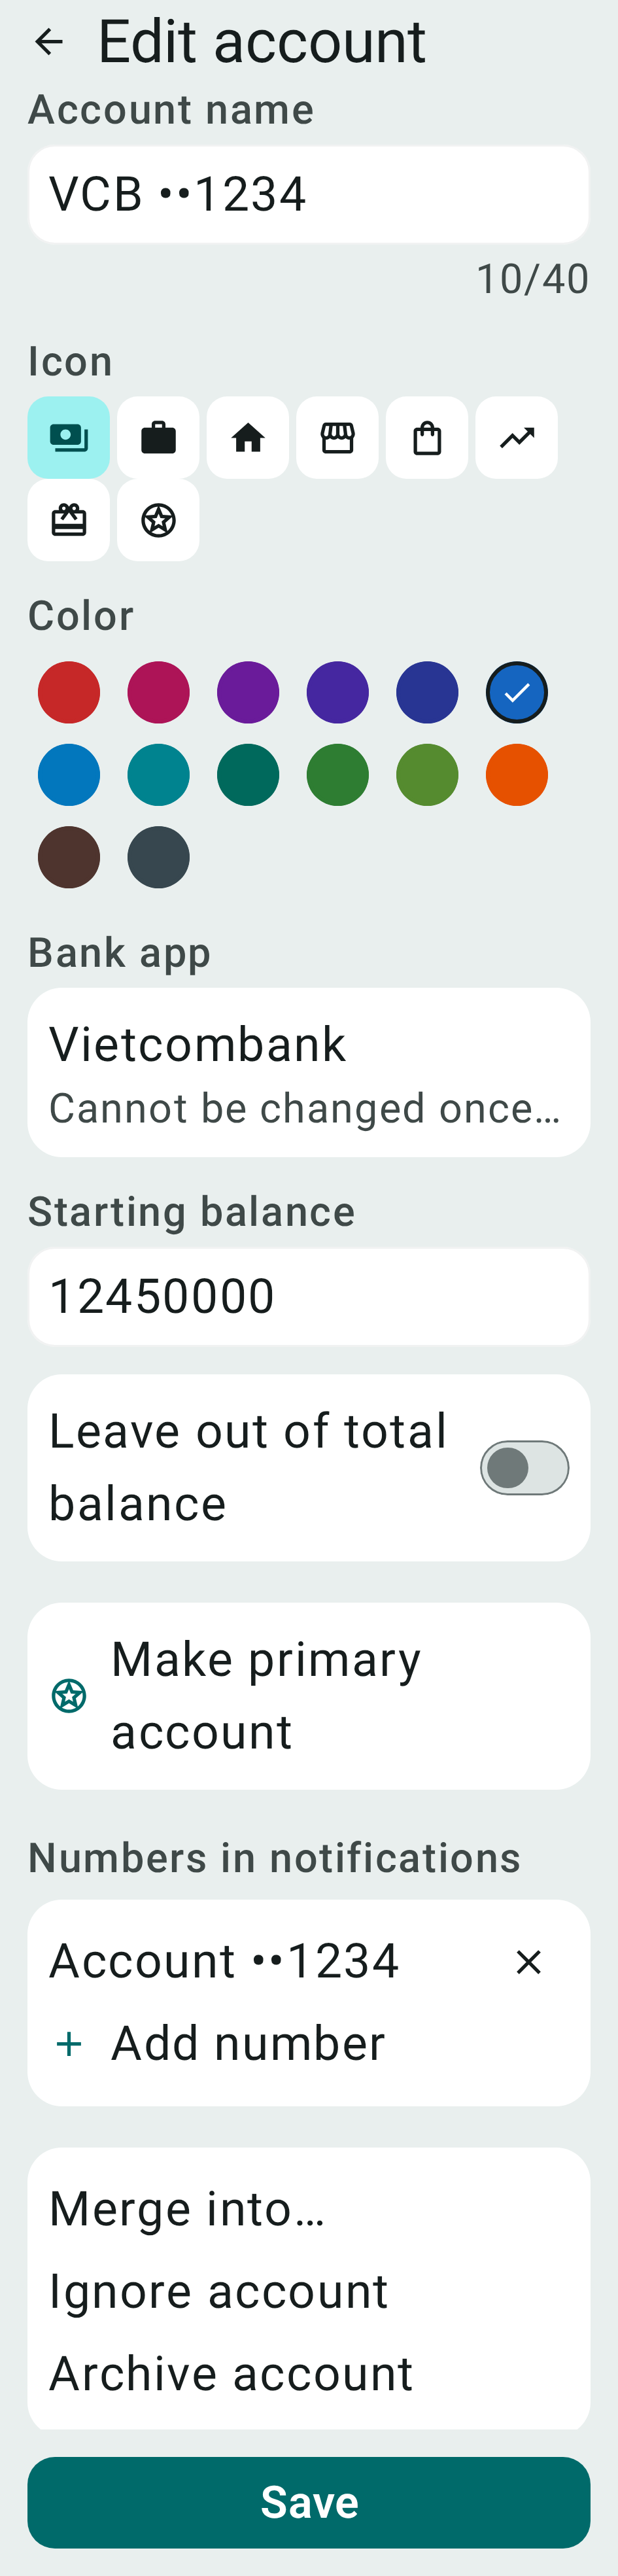 Edit account
Account name
VCB ••1234
10/40
Icon
Color
Bank app
Vietcombank
Cannot be changed once…
Starting balance
12450000
Leave out of total
balance
Make primary
account
Numbers in notifications
Account ••1234
Add number
Merge into…
Ignore account
Archive account
Save